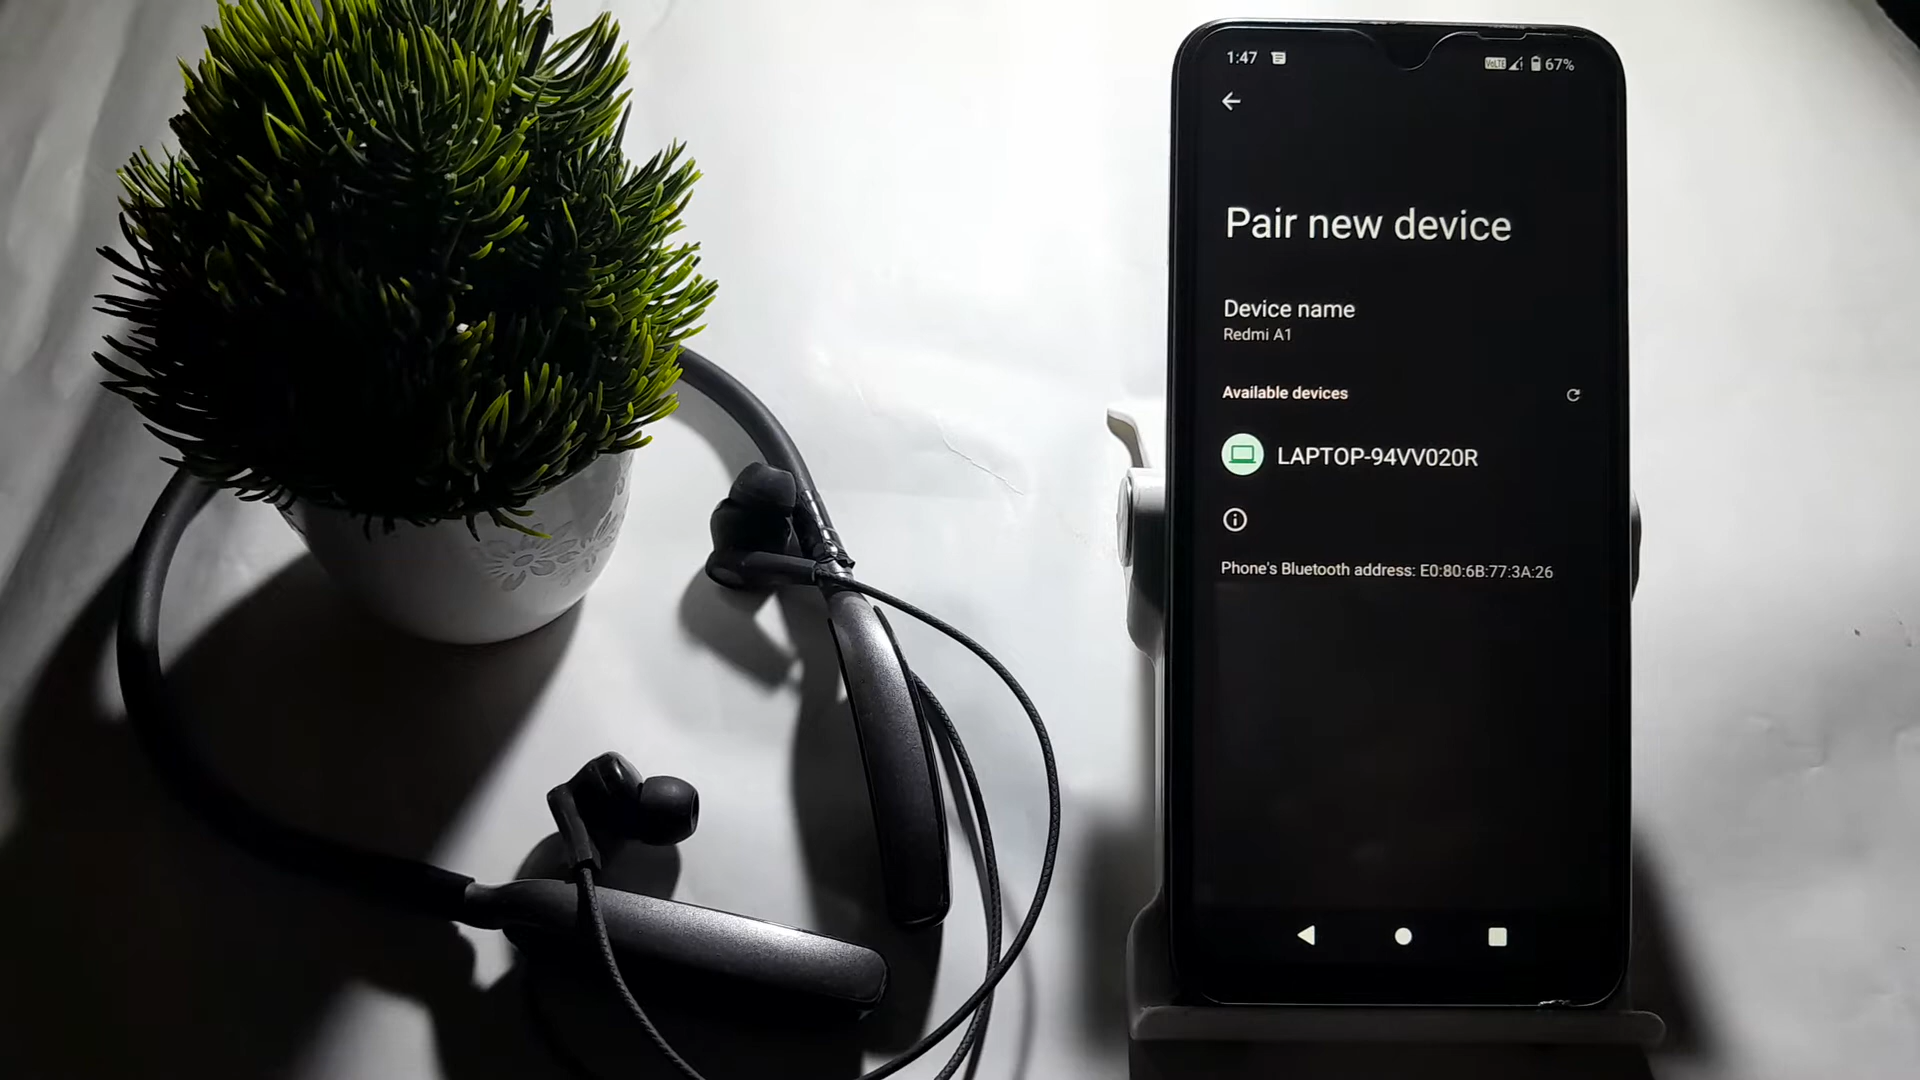 1:47 VoLTE 67%
Pair new device
Device name
Redmi A1
Available devices
LAPTOP-94VV020R
Phone's Bluetooth address: E0:80:6B:77:3A:26